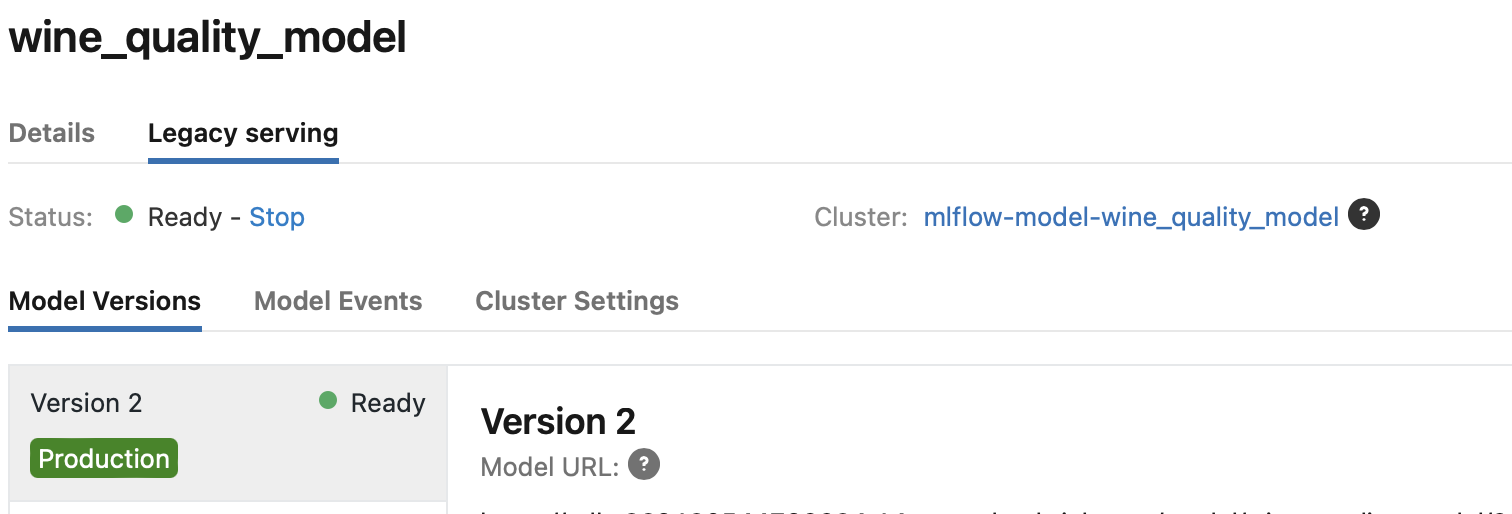 wine_quality_model
Details Legacy serving
Status: Ready - Stop Cluster: mlflow-model-wine_quality_model ?
Model Versions Model Events Cluster Settings
Version 2 Ready
Production
Version 2
Model URL: ?